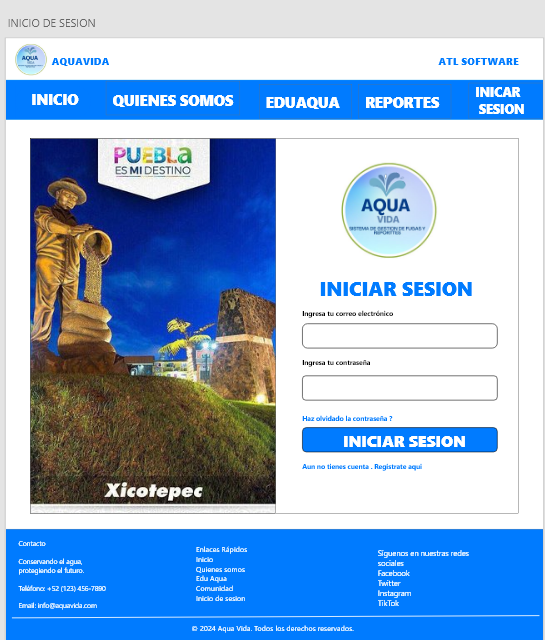 INICIO DE SESION
AQUA
VIDA
AQUAVIDA
ATL SOFTWARE
INICIO
QUIENES SOMOS
EDUAQUA
REPORTES
INICAR
SESION
PUEBLA
ES MI DESTINO
Xicotepec
AQUA
VIDA
SISTEMA DE GESTION DE FUGAS Y
REPORTTES
INICIAR SESION
Ingresa tu correo electrónico
Ingresa tu contraseña
Haz olvidado la contraseña ?
INICIAR SESION
Aun no tienes cuenta . Registrate aqui
Contacto
Conservando el agua,
protegiendo el futuro.
Teléfono: +52 (123) 456-7890
Email: info@aquavida.com
Enlaces Rápidos
Inicio
Quienes somos
Edu Aqua
Comunidad
Inicio de sesion
Síguenos en nuestras redes
sociales
Facebook
Twitter
Instagram
TikTok
© 2024 Aqua Vida. Todos los derechos reservados.